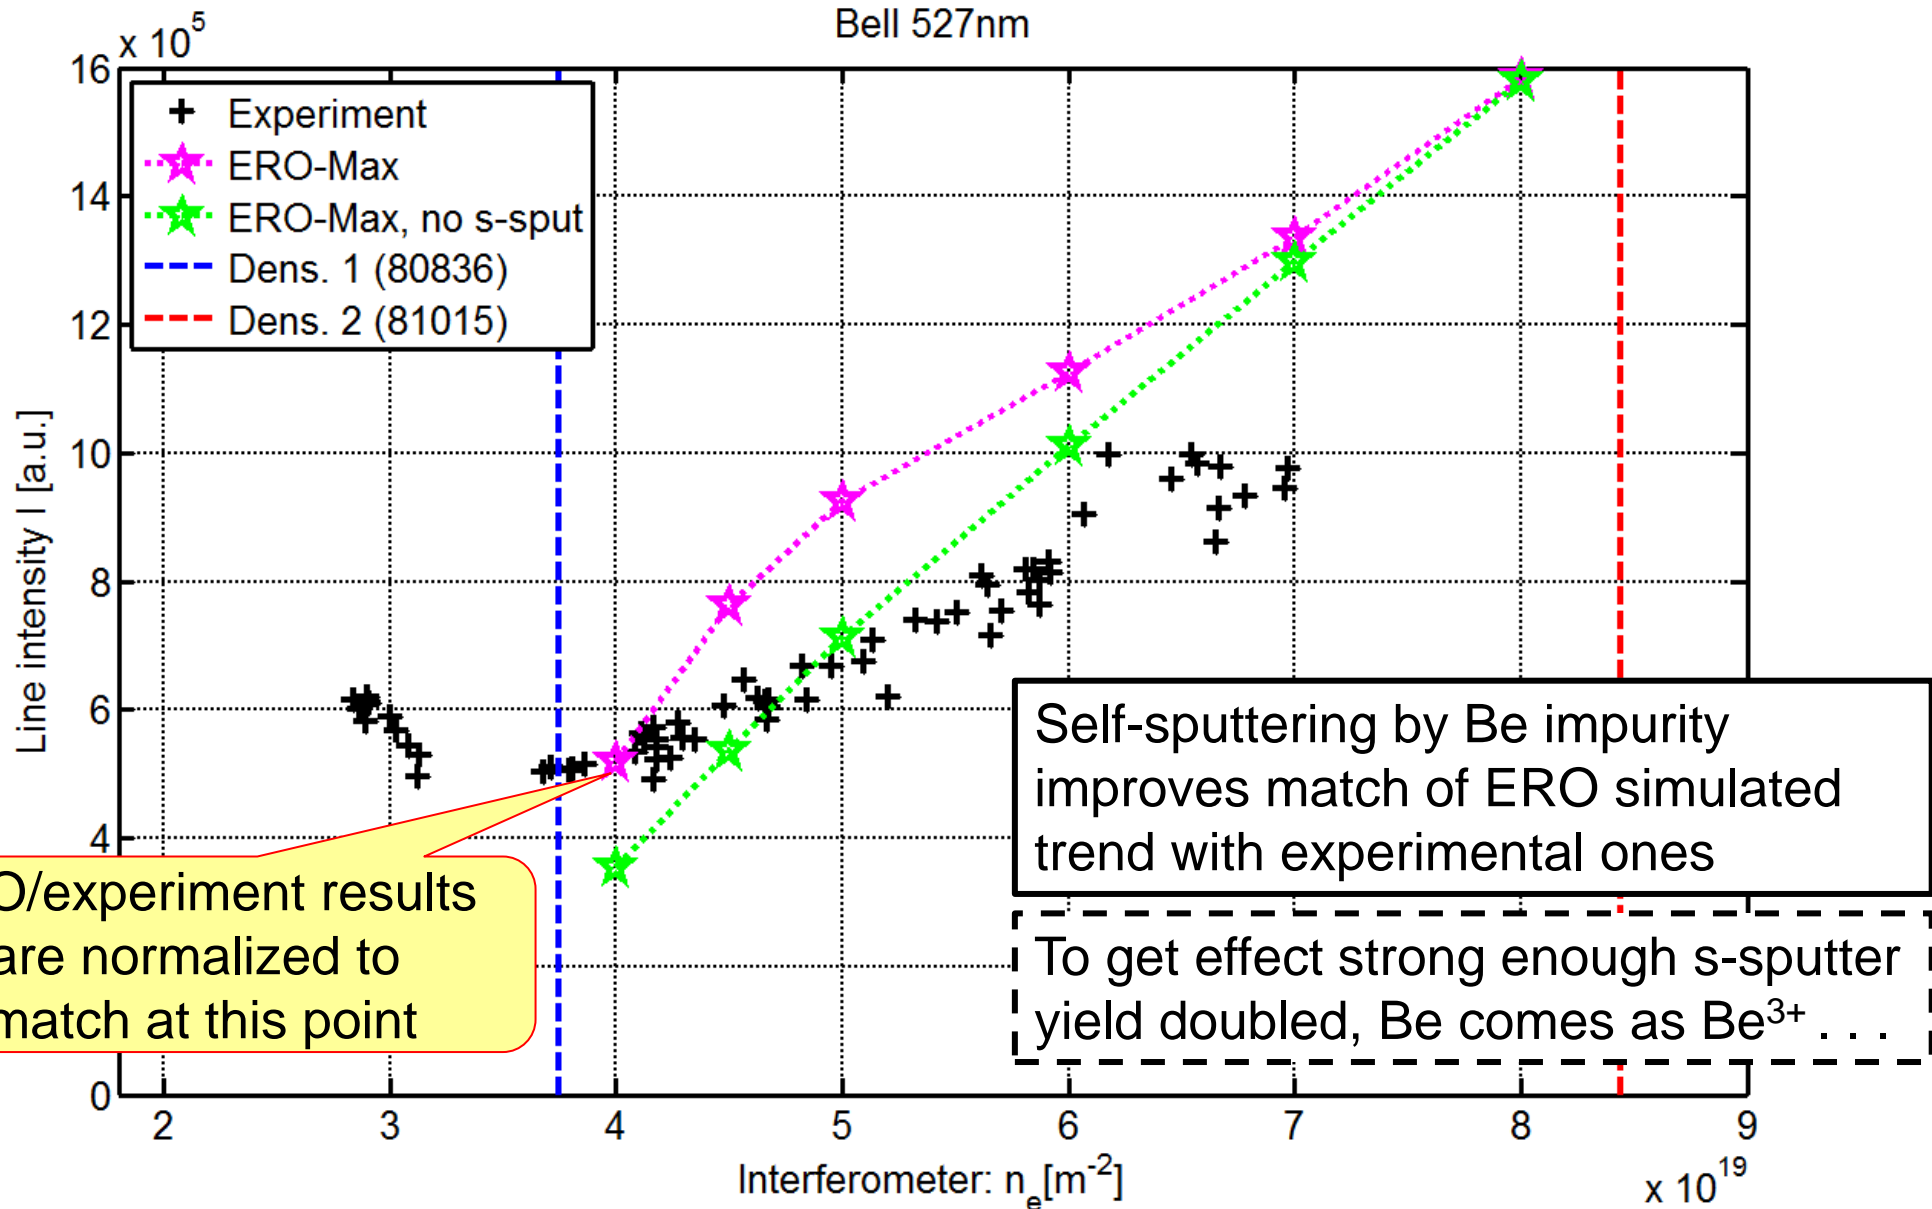 BeII 527nm
x 10^5
16
14
12
10
8
6
4
0
Line intensity I [a.u.]
Experiment
ERO-Max
ERO-Max, no s-sput
Dens. 1 (80836)
Dens. 2 (81015)
O/experiment results
are normalized to
match at this point
Self-sputtering by Be impurity
improves match of ERO simulated
trend with experimental ones
To get effect strong enough s-sputter
yield doubled, Be comes as Be³⁺ . . .
2 3 4 5 6 7 8 9
Interferometer: n_e[m^-2]
x 10^19